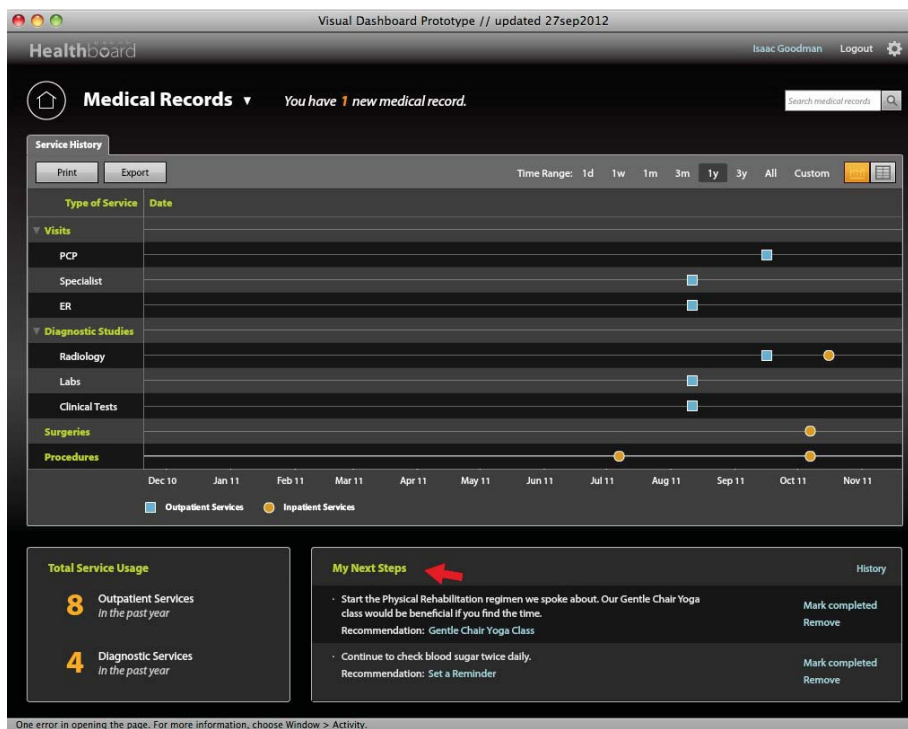 Visual Dashboard Prototype // updated 27sep2012
Healthboard
Isaac Goodman Logout
Medical Records ▼ You have 1 new medical record.
Search medical records
Service History
Print Export Time Range: 1d 1w 1m 3m 1y 3y All Custom
Type of Service Date
Visits
PCP
Specialist
ER
Diagnostic Studies
Radiology
Labs
Clinical Tests
Surgeries
Procedures
Dec 10 Jan 11 Feb 11 Mar 11 Apr 11 May 11 Jun 11 Jul 11 Aug 11 Sep 11 Oct 11 Nov 11
Outpatient Services Inpatient Services
Total Service Usage
8 Outpatient Services
in the past year
4 Diagnostic Services
in the past year
My Next Steps History
· Start the Physical Rehabilitation regimen we spoke about. Our Gentle Chair Yoga
class would be beneficial if you find the time.
Recommendation: Gentle Chair Yoga Class
Mark completed
Remove
· Continue to check blood sugar twice daily.
Recommendation: Set a Reminder
Mark completed
Remove
One error in opening the page. For more information, choose Window > Activity.